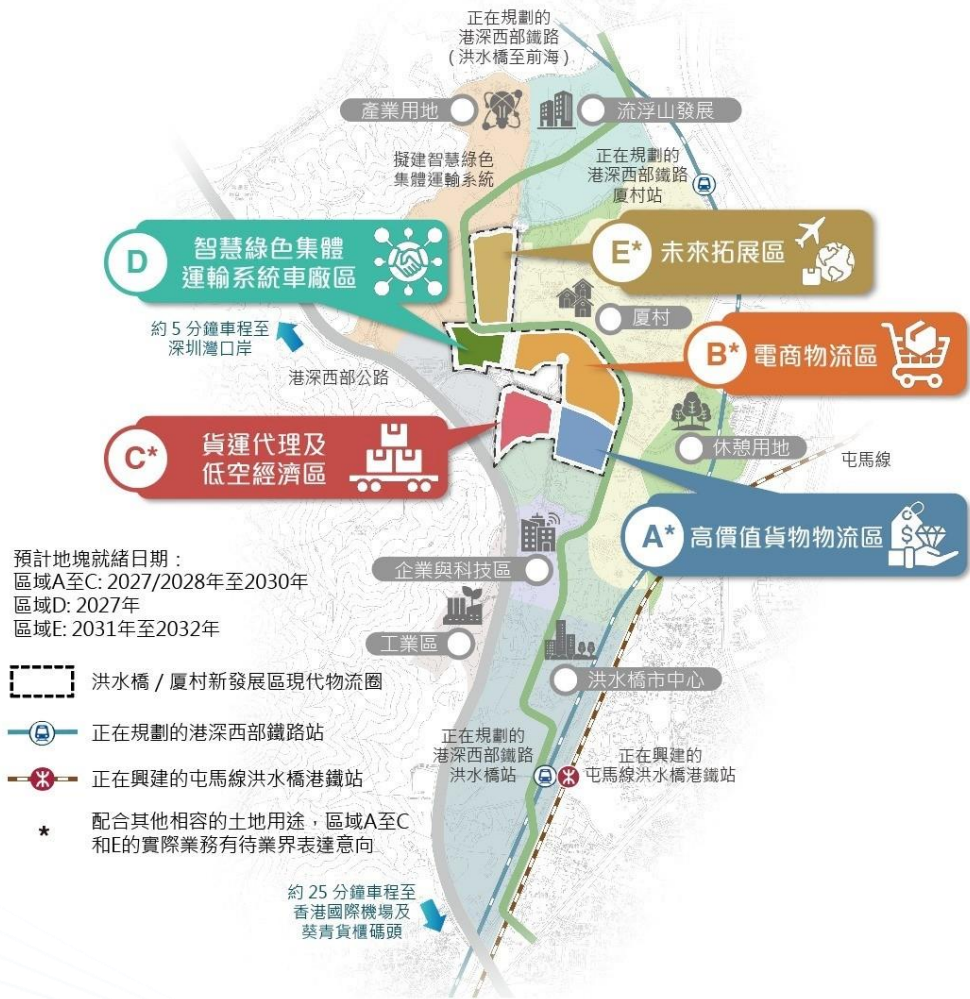 正在規劃的
港深西部鐵路
(洪水橋至前海)
產業用地
流浮山發展
擬建智慧綠色
集體運輸系統
正在規劃的
港深西部鐵路
厦村站
D
智慧綠色集體
運輸系統車廠區
E*
未來拓展區
約 5 分鐘車程至
深圳灣口岸
厦村
港深西部公路
B*
電商物流區
C*
貨運代理及
低空經濟區
休憩用地
屯馬線
A*
高價值貨物物流區
$
預計地塊就緒日期：
區域A至C: 2027/2028年至2030年
區域D: 2027年
區域E: 2031年至2032年
企業與科技區
工業區
洪水橋市中心
洪水橋 / 厦村新發展區現代物流圈
正在規劃的港深西部鐵路站
正在興建的屯馬線洪水橋港鐵站
* 配合其他相容的土地用途，區域A至C
和E的實際業務有待業界表達意向
正在規劃的
港深西部鐵路
洪水橋站
正在興建的
屯馬線洪水橋港鐵站
約 25 分鐘車程至
香港國際機場及
葵青貨櫃碼頭